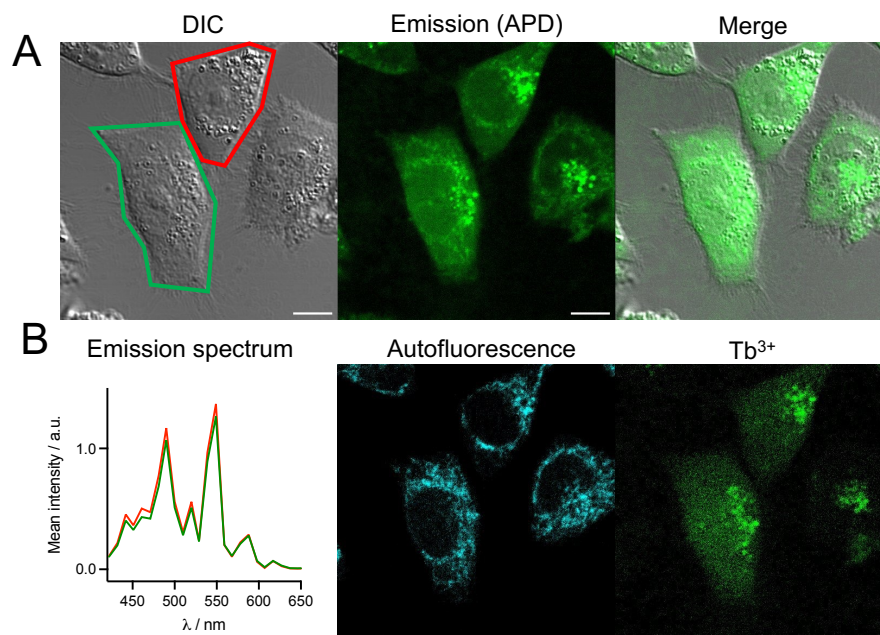 DIC Emission (APD) Merge
A
B
Emission spectrum Autofluorescence Tb³⁺
Mean intensity / a.u.
1.0
0.0
450 500 550 600 650
λ / nm